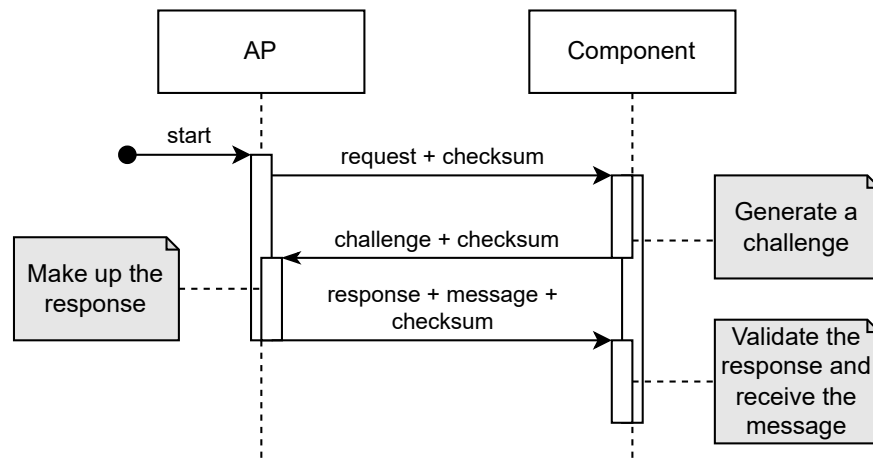 AP
Component
start
request + checksum
Generate a
challenge
challenge + checksum
Make up the
response
response + message +
checksum
Validate the
response and
receive the
message